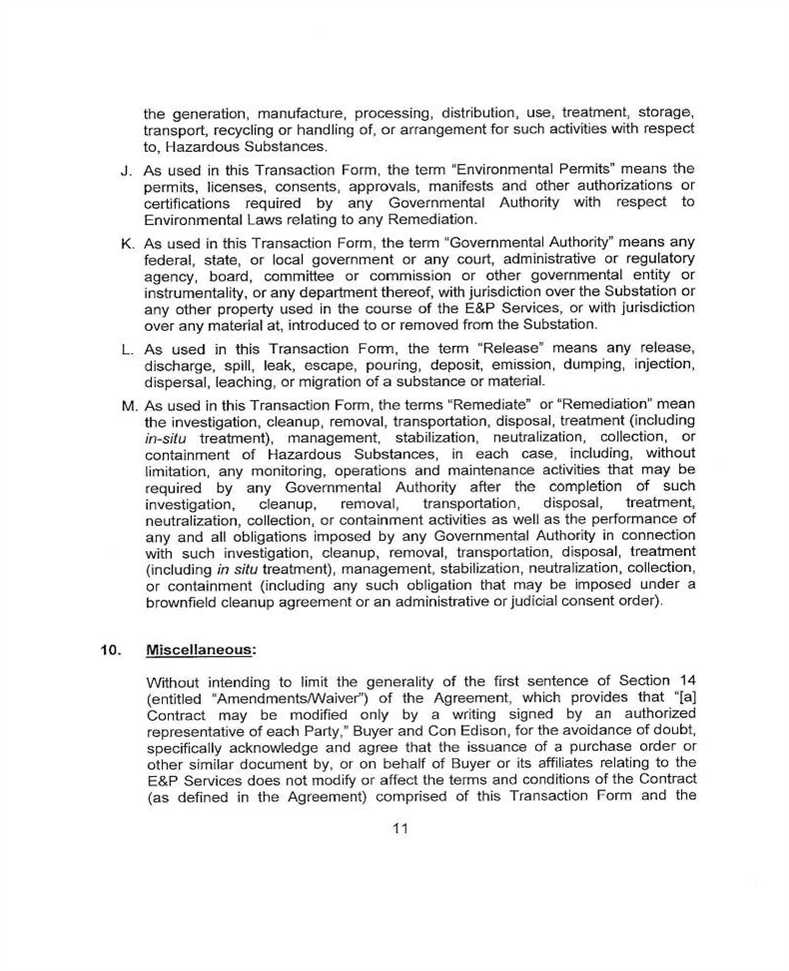 the generation, manufacture, processing, distribution, use, treatment, storage,
transport, recycling or handling of, or arrangement for such activities with respect
to, Hazardous Substances.
J. As used in this Transaction Form, the term “Environmental Permits” means the
permits, licenses, consents, approvals, manifests and other authorizations or
certifications required by any Governmental Authority with respect to
Environmental Laws relating to any Remediation.
K. As used in this Transaction Form, the term “Governmental Authority” means any
federal, state, or local government or any court, administrative or regulatory
agency, board, committee or commission or other governmental entity or
instrumentality, or any department thereof, with jurisdiction over the Substation or
any other property used in the course of the E&P Services, or with jurisdiction
over any material at, introduced to or removed from the Substation.
L. As used in this Transaction Form, the term “Release” means any release,
discharge, spill, leak, escape, pouring, deposit, emission, dumping, injection,
dispersal, leaching, or migration of a substance or material.
M. As used in this Transaction Form, the terms “Remediate” or “Remediation” mean
the investigation, cleanup, removal, transportation, disposal, treatment (including
in-situ treatment), management, stabilization, neutralization, collection, or
containment of Hazardous Substances, in each case, including, without
limitation, any monitoring, operations and maintenance activities that may be
required by any Governmental Authority after the completion of such
investigation, cleanup, removal, transportation, disposal, treatment,
neutralization, collection, or containment activities as well as the performance of
any and all obligations imposed by any Governmental Authority in connection
with such investigation, cleanup, removal, transportation, disposal, treatment
(including in situ treatment), management, stabilization, neutralization, collection,
or containment (including any such obligation that may be imposed under a
brownfield cleanup agreement or an administrative or judicial consent order).
10. Miscellaneous:
Without intending to limit the generality of the first sentence of Section 14
(entitled “Amendments/Waiver”) of the Agreement, which provides that “[a]
Contract may be modified only by a writing signed by an authorized
representative of each Party,” Buyer and Con Edison, for the avoidance of doubt,
specifically acknowledge and agree that the issuance of a purchase order or
other similar document by, or on behalf of Buyer or its affiliates relating to the
E&P Services does not modify or affect the terms and conditions of the Contract
(as defined in the Agreement) comprised of this Transaction Form and the
11